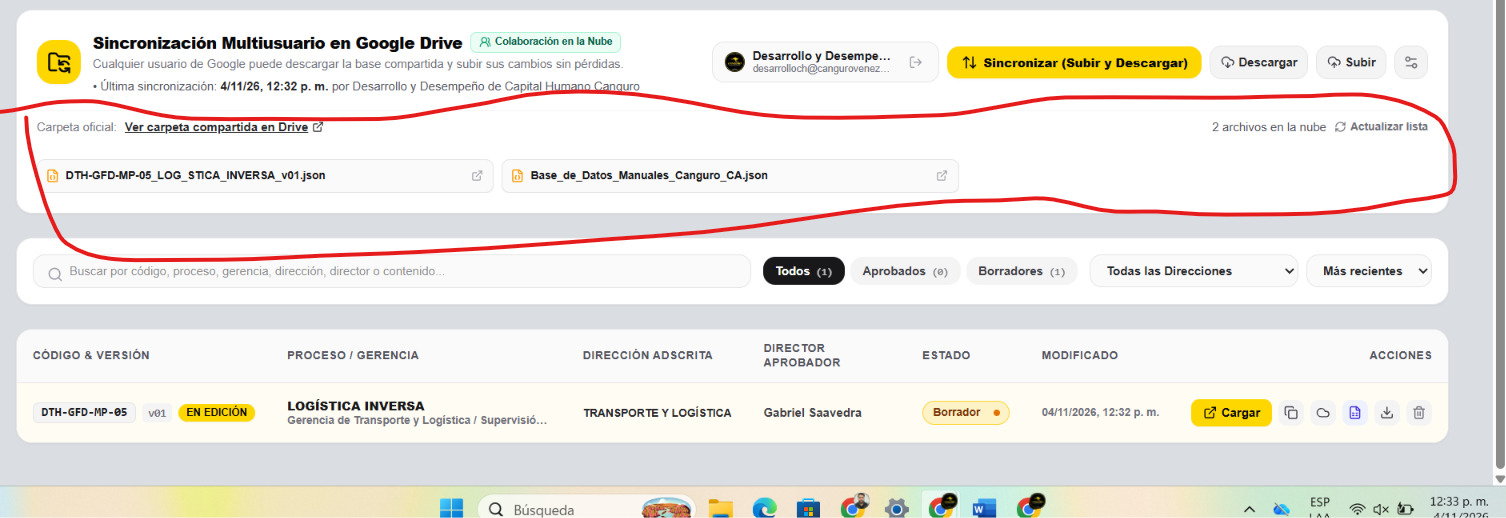 Sincronización Multiusuario en Google Drive Colaboración en la Nube
Cualquier usuario de Google puede descargar la base compartida y subir sus cambios sin pérdidas.
• Última sincronización: 4/11/26, 12:32 p. m. por Desarrollo y Desempeño de Capital Humano Canguro
Desarrollo y Desempe...
desarrolloch@cangurovenez...
Sincronizar (Subir y Descargar)
Descargar
Subir
Carpeta oficial: Ver carpeta compartida en Drive
2 archivos en la nube Actualizar lista
DTH-GFD-MP-05_LOG_STICA_INVERSA_v01.json
Base_de_Datos_Manuales_Canguro_CA.json
Buscar por código, proceso, gerencia, dirección, director o contenido...
Todos (1) Aprobados (0) Borradores (1) Todas las Direcciones Más recientes
CÓDIGO & VERSIÓN PROCESO / GERENCIA DIRECCIÓN ADSCRITA DIRECTOR APROBADOR ESTADO MODIFICADO ACCIONES
DTH-GFD-MP-05 v01 EN EDICIÓN
LOGÍSTICA INVERSA
Gerencia de Transporte y Logística / Supervisió...
TRANSPORTE Y LOGÍSTICA
Gabriel Saavedra
Borrador
04/11/2026, 12:32 p. m.
Cargar
Búsqueda
ESP
LAA
12:33 p. m.
4/11/2026